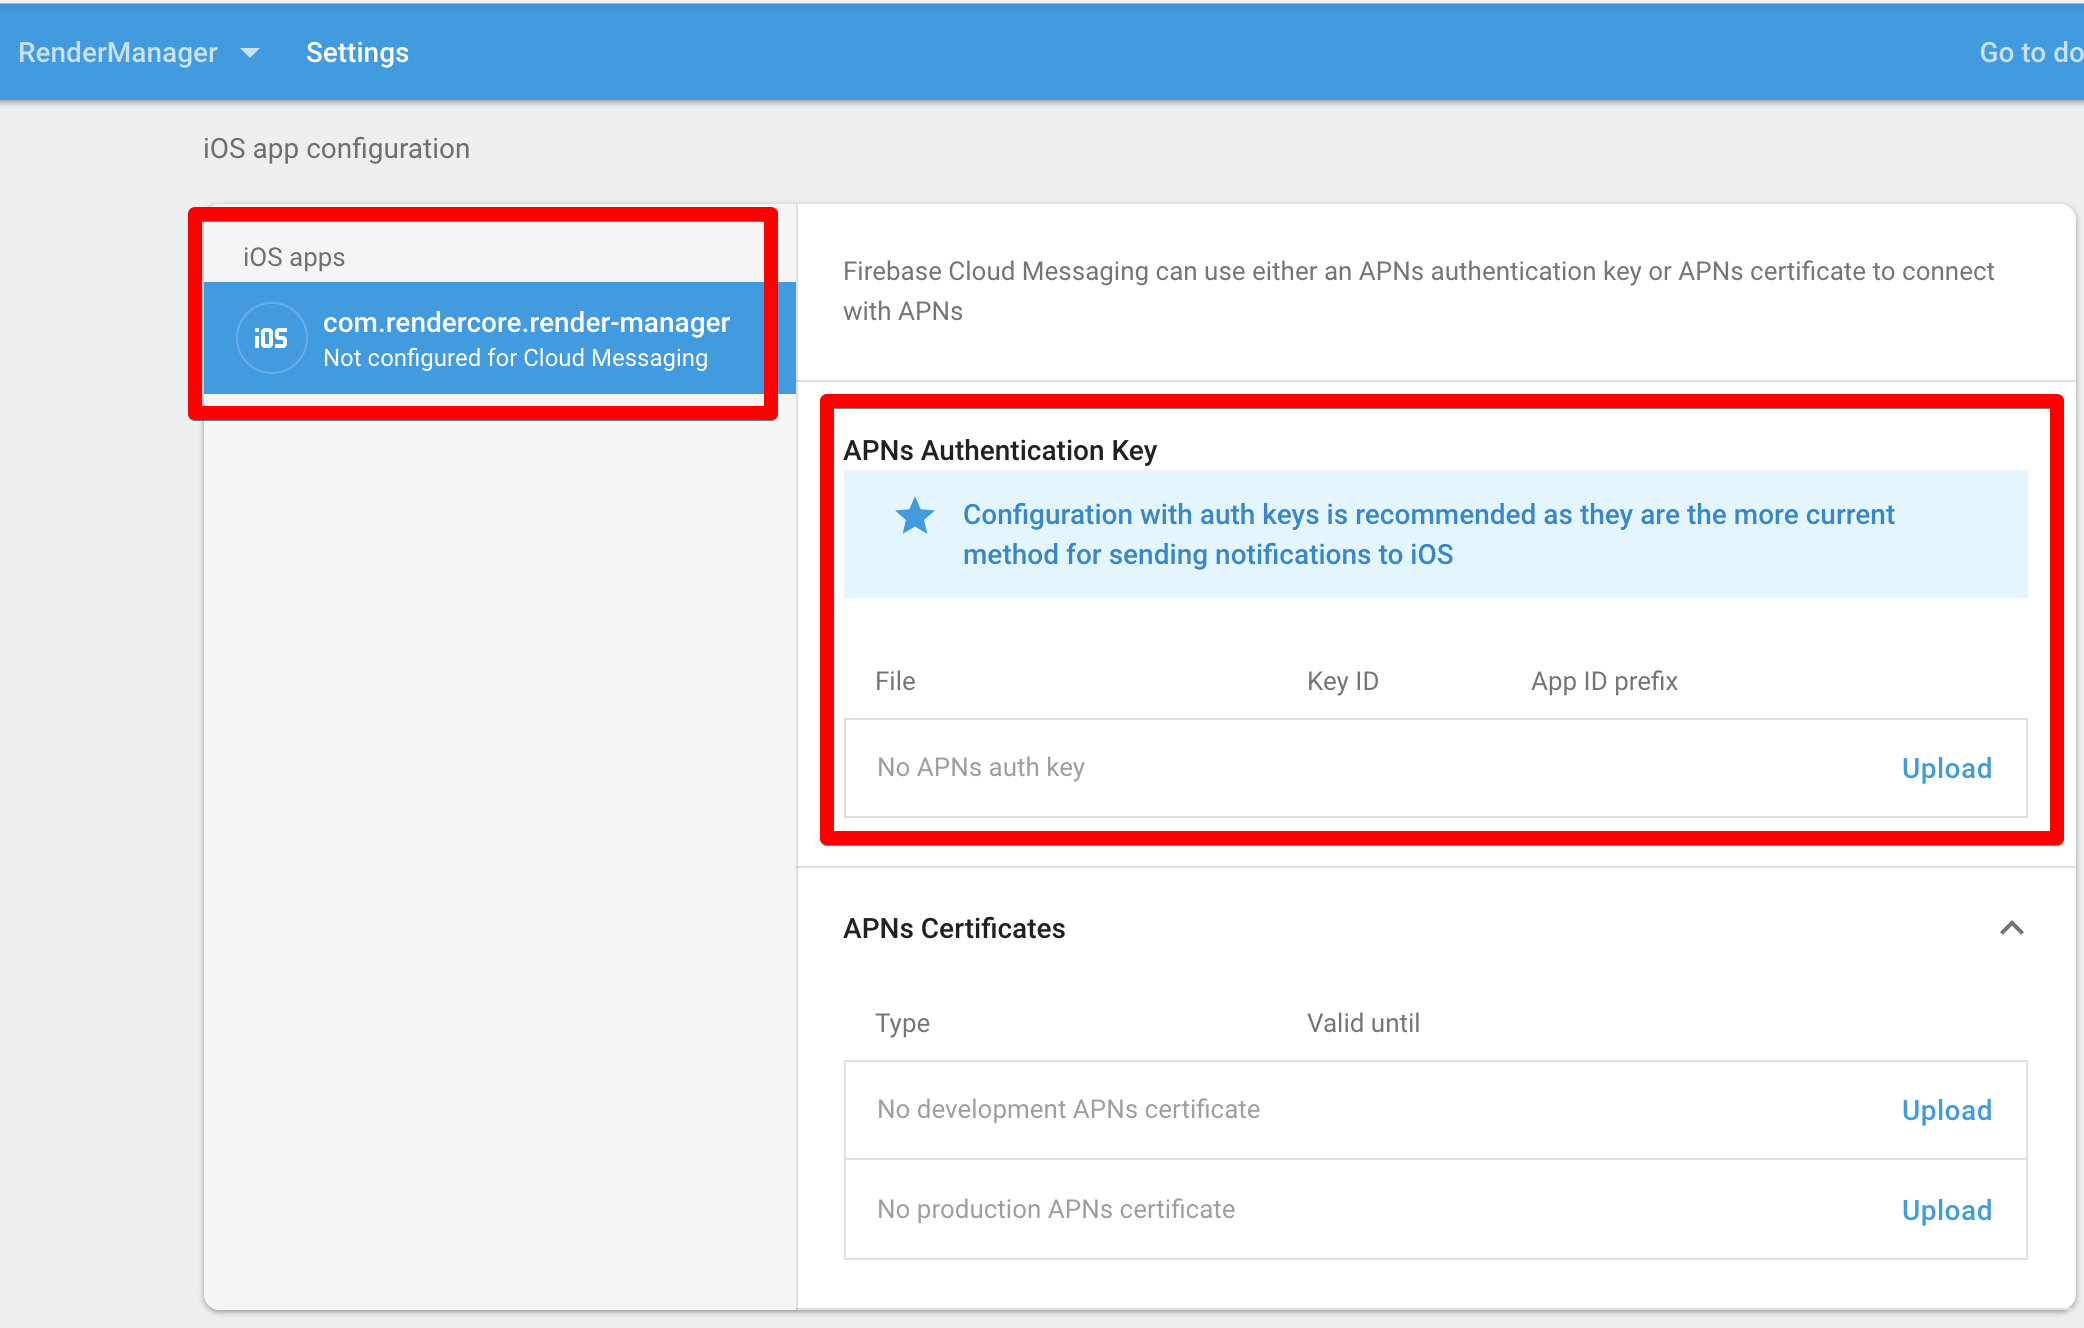 RenderManager Settings Go to do
iOS app configuration
iOS apps
iOS
com.rendercore.render-manager
Not configured for Cloud Messaging
Firebase Cloud Messaging can use either an APNs authentication key or APNs certificate to connect
with APNs
APNs Authentication Key
Configuration with auth keys is recommended as they are the more current
method for sending notifications to iOS
File Key ID App ID prefix
No APNs auth key Upload
APNs Certificates
Type Valid until
No development APNs certificate Upload
No production APNs certificate Upload